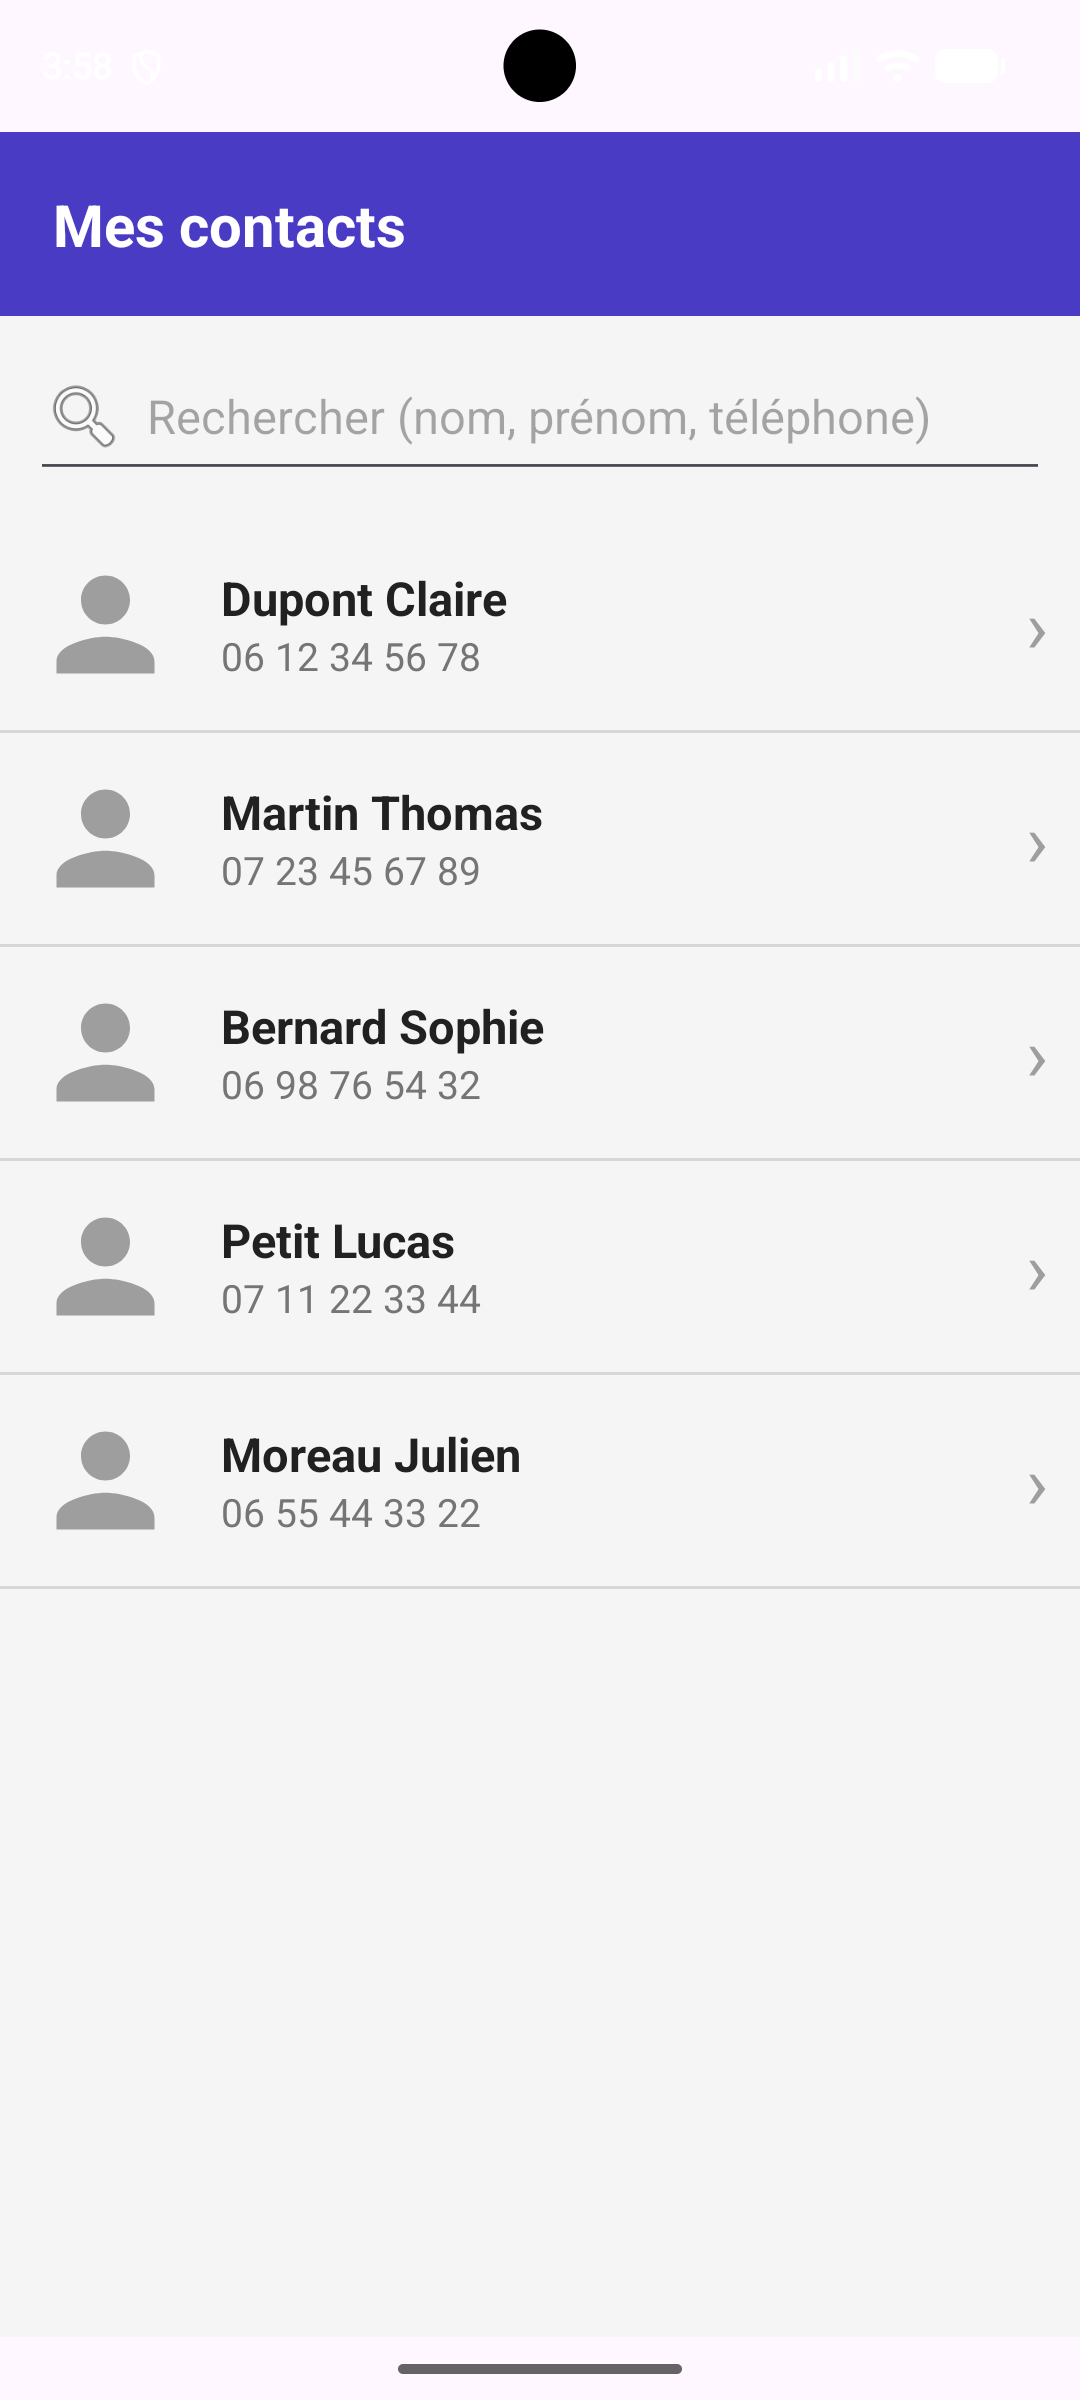 3:58
Mes contacts
Rechercher (nom, prénom, téléphone)
Dupont Claire
06 12 34 56 78
Martin Thomas
07 23 45 67 89
Bernard Sophie
06 98 76 54 32
Petit Lucas
07 11 22 33 44
Moreau Julien
06 55 44 33 22